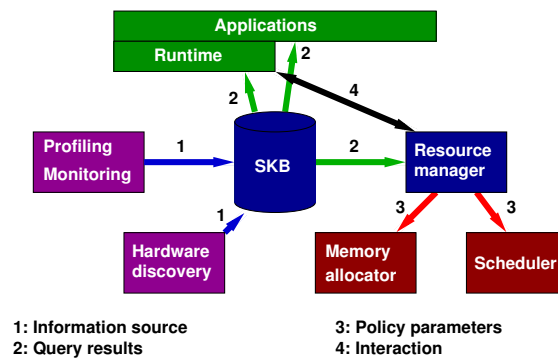 Applications
Runtime
2
2
4
Profiling
Monitoring
1
SKB
2
Resource
manager
1
3
3
Hardware
discovery
Memory
allocator
Scheduler
1: Information source
2: Query results
3: Policy parameters
4: Interaction